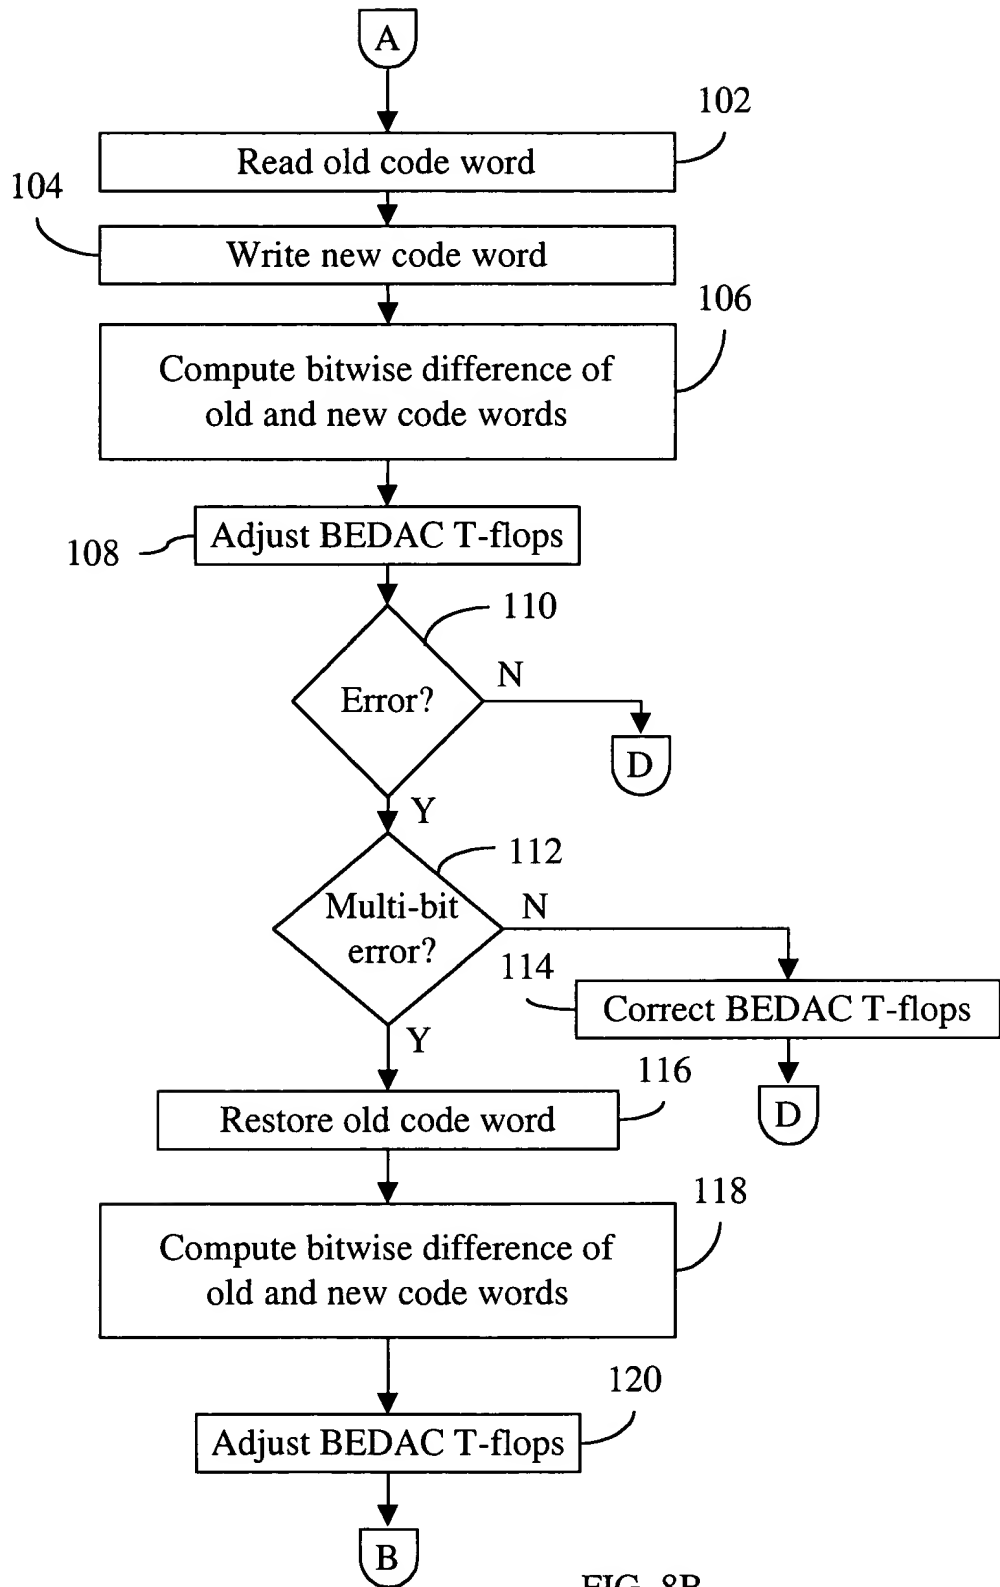 A
102
Read old code word
104
Write new code word
106
Compute bitwise difference of
old and new code words
108
Adjust BEDAC T-flops
110
Error?
N
D
Y
112
Multi-bit
error?
N
114
Correct BEDAC T-flops
Y
D
116
Restore old code word
118
Compute bitwise difference of
old and new code words
120
Adjust BEDAC T-flops
B
FIG. 8B